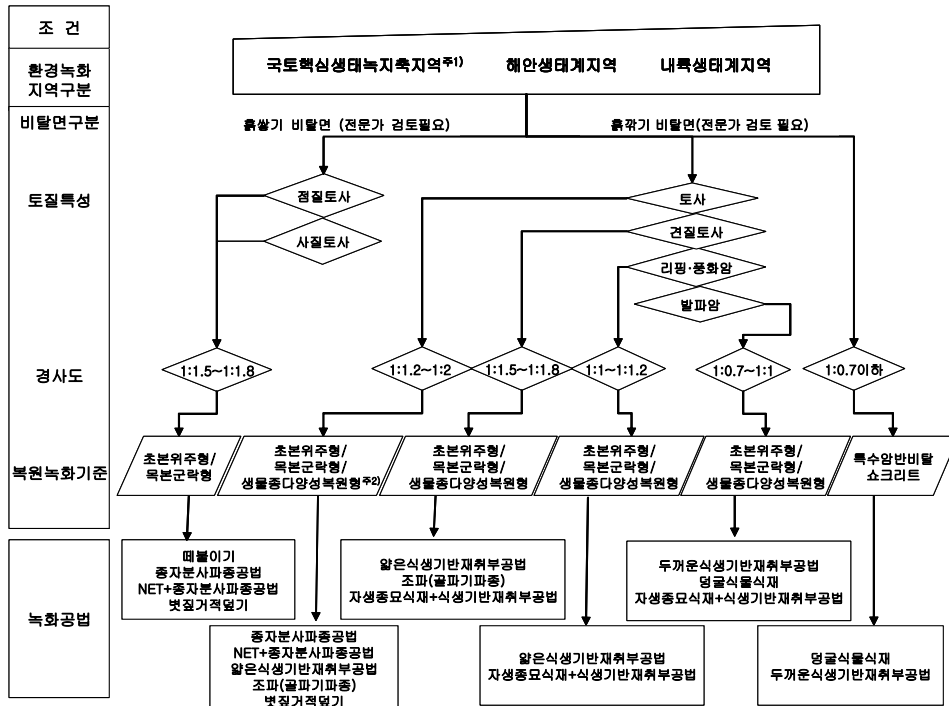 조 건
환경녹화
지역구분
국토핵심생태녹지축지역주1) 해안생태계지역 내륙생태계지역
비탈면구분
흙쌓기 비탈면 (전문가 검토필요)
흙깎기 비탈면(전문가 검토 필요)
토질특성
점질토사
사질토사
토사
견질토사
리핑·풍화암
발파암
경사도
1:1.5~1:1.8
1:1.2~1:2
1:1.5~1:1.8
1:1~1:1.2
1:0.7~1:1
1:0.7이하
복원녹화기준
초본위주형/
목본군락형
초본위주형/
목본군락형/
생물종다양성복원형주2)
초본위주형/
목본군락형/
생물종다양성복원형
초본위주형/
목본군락형/
생물종다양성복원형
초본위주형/
목본군락형/
생물종다양성복원형
특수암반비탈
쇼크리트
녹화공법
떼붙이기
종자분사파종공법
NET+종자분사파종공법
볏짚거적덮기
종자분사파종공법
NET+종자분사파종공법
얇은식생기반재취부공법
조파(골파기파종)
볏짚거적덮기
얇은식생기반재취부공법
조파(골파기파종)
자생종묘식재+식생기반재취부공법
얇은식생기반재취부공법
자생종묘식재+식생기반재취부공법
두꺼운식생기반재취부공법
덩굴식물식재
자생종묘식재+식생기반재취부공법
덩굴식물식재
두꺼운식생기반재취부공법